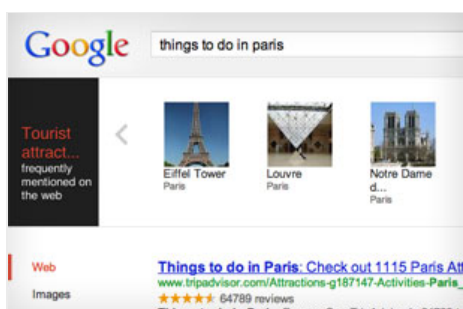 Google
things to do in paris
Tourist
attract...
frequently
mentioned on
the web
Eiffel Tower
Paris
Louvre
Paris
Notre Dame
d...
Paris
Web
Images
Things to do in Paris: Check out 1115 Paris Att
www.tripadvisor.com/Attractions-g187147-Activities-Paris_
64789 reviews